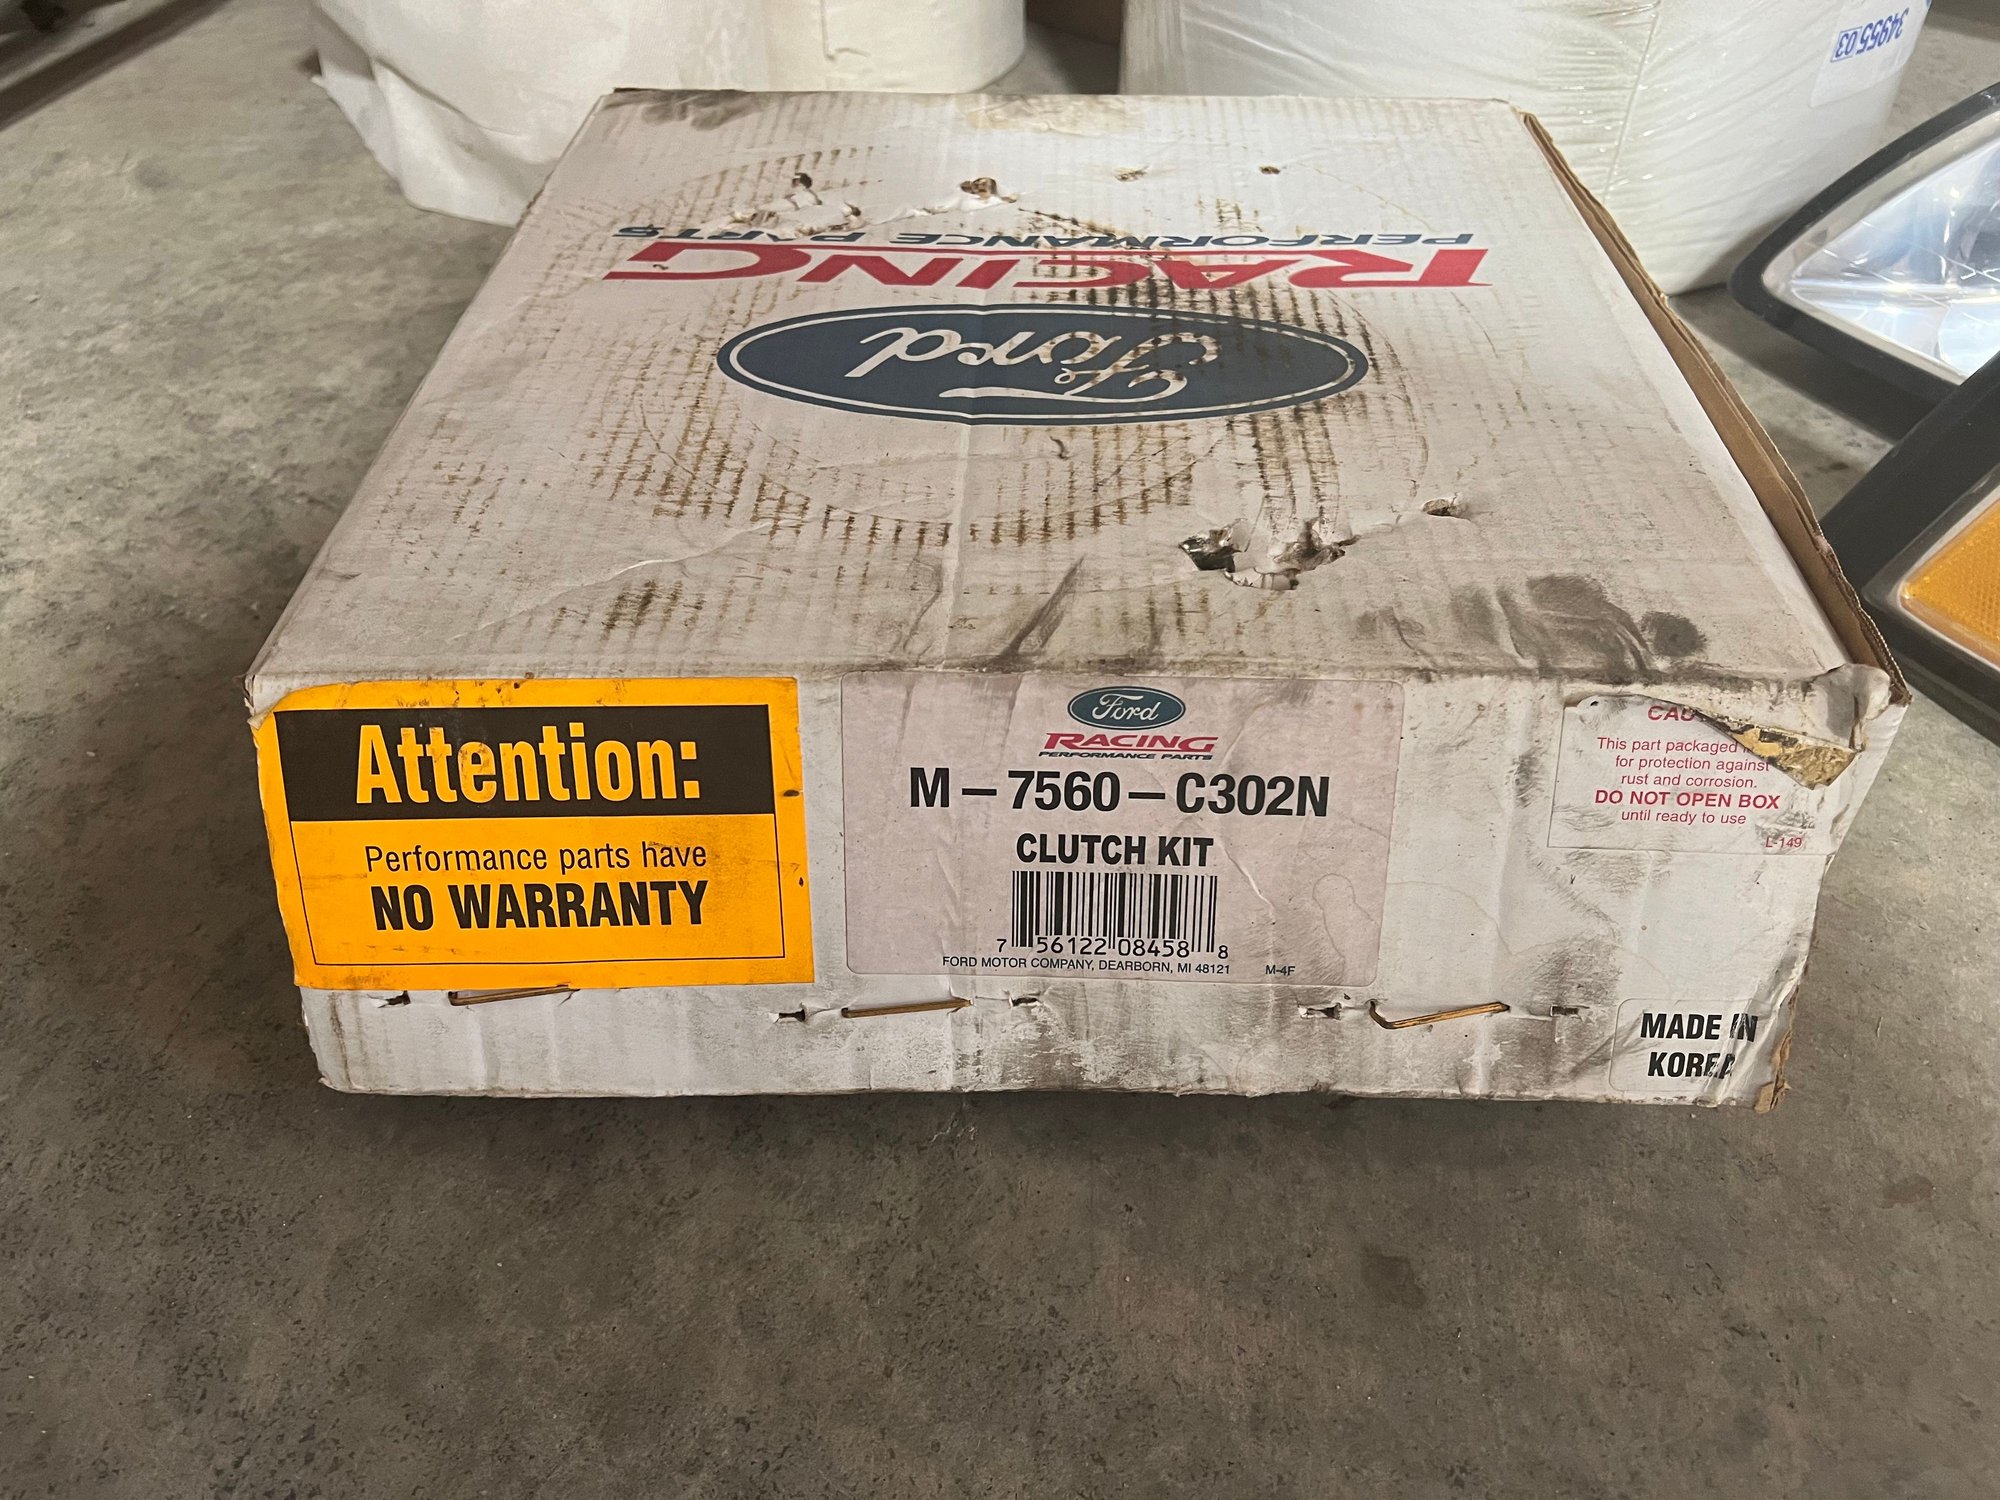 34955 03
PERFORMANCE PARTS
RACING
Ford
Attention:
Performance parts have
NO WARRANTY
Ford
RACING
PERFORMANCE PARTS
M-7560-C302N
CLUTCH KIT
7 56122 08458 8
FORD MOTOR COMPANY, DEARBORN, MI 48121 M-4F
This part packaged
for protection against
rust and corrosion.
DO NOT OPEN BOX
until ready to use
L-149
MADE IN
KOREA